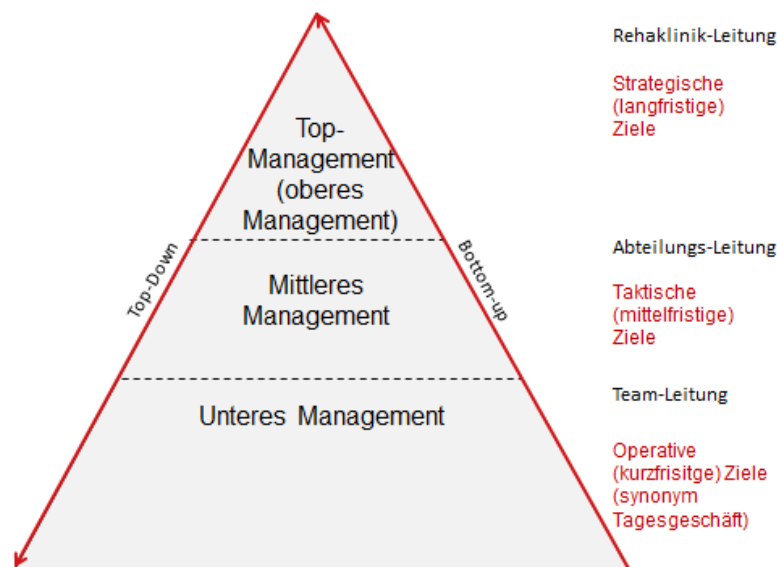 Rehaklinik-Leitung
Strategische
(langfristige)
Ziele
Top-
Management
(oberes
Management)
Top-Down
Bottom-up
Abteilungs-Leitung
Mittleres
Management
Taktische
(mittelfristige)
Ziele
Team-Leitung
Unteres Management
Operative
(kurzfrisitge) Ziele
(synonym
Tagesgeschäft)